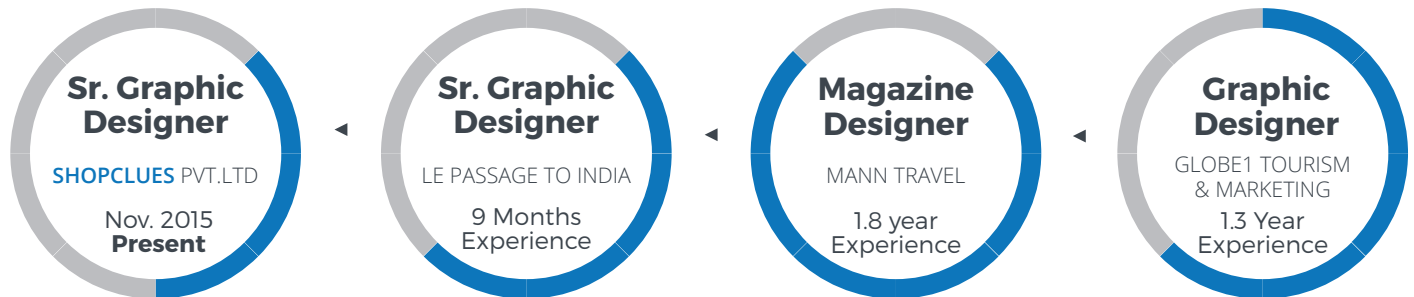 Sr. Graphic
Designer
SHOPCLUES PVT.LTD
Nov. 2015
Present
Sr. Graphic
Designer
LE PASSAGE TO INDIA
9 Months
Experience
Magazine
Designer
MANN TRAVEL
1.8 year
Experience
Graphic
Designer
GLOBE1 TOURISM
& MARKETING
1.3 Year
Experience